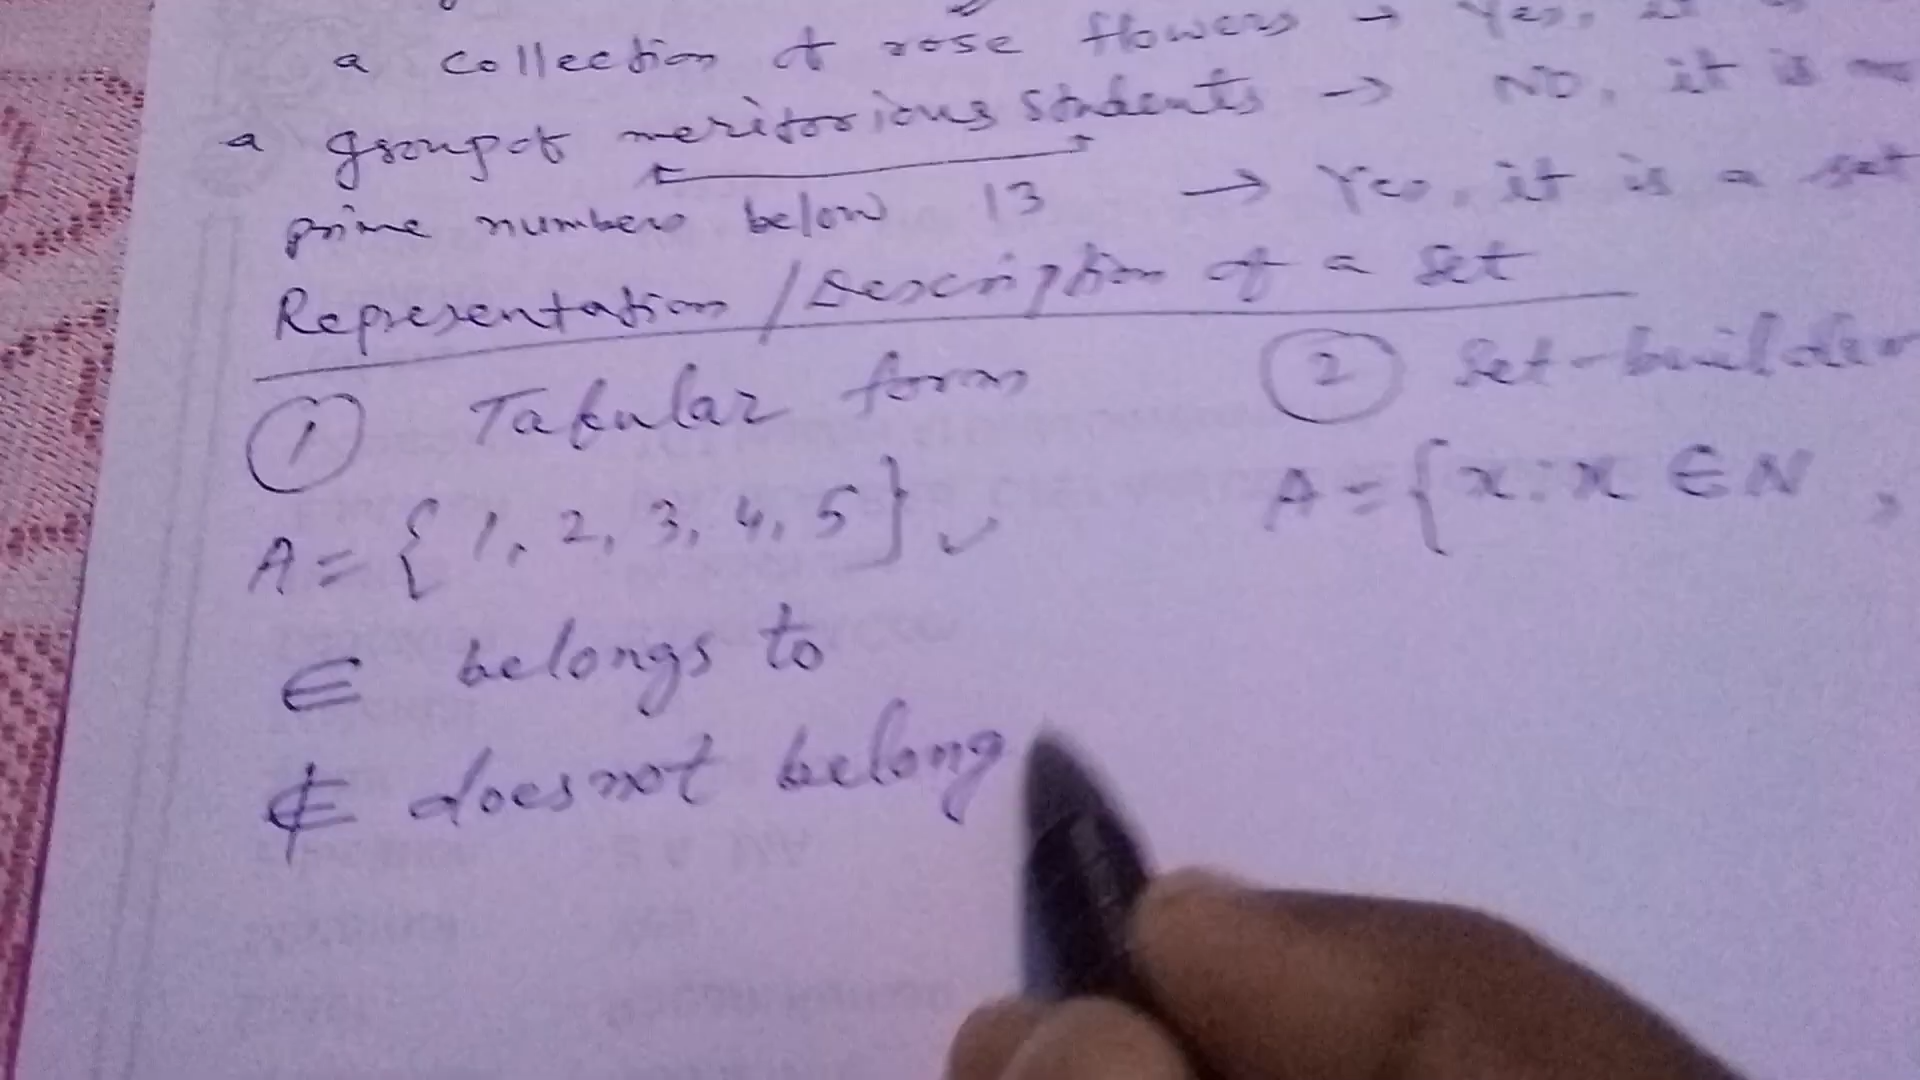 a collection of rose flowers → Yes, it is
a group of meritorious students → No, it is
prime numbers below 13 → Yes, it is a set
Representation / Description of a set
① Tabular form ② Set-builder
A = { 1, 2, 3, 4, 5 } ✓ A = { x : x ∈ N ,
∈ belongs to
∉ does not belong